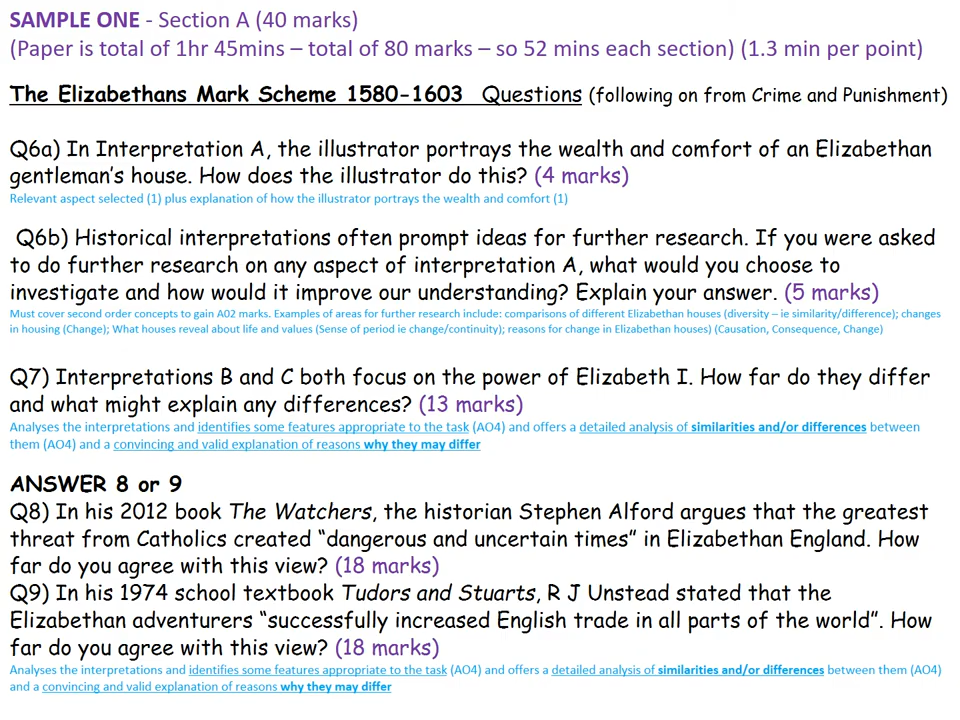 SAMPLE ONE - Section A (40 marks)
(Paper is total of 1hr 45mins – total of 80 marks – so 52 mins each section) (1.3 min per point)
The Elizabethans Mark Scheme 1580-1603 Questions (following on from Crime and Punishment)
Q6a) In Interpretation A, the illustrator portrays the wealth and comfort of an Elizabethan
gentleman's house. How does the illustrator do this? (4 marks)
Relevant aspect selected (1) plus explanation of how the illustrator portrays the wealth and comfort (1)
Q6b) Historical interpretations often prompt ideas for further research. If you were asked
to do further research on any aspect of interpretation A, what would you choose to
investigate and how would it improve our understanding? Explain your answer. (5 marks)
Must cover second order concepts to gain A02 marks. Examples of areas for further research include: comparisons of different Elizabethan houses (diversity – ie similarity/difference); changes
in housing (Change); What houses reveal about life and values (Sense of period ie change/continuity); reasons for change in Elizabethan houses) (Causation, Consequence, Change)
Q7) Interpretations B and C both focus on the power of Elizabeth I. How far do they differ
and what might explain any differences? (13 marks)
Analyses the interpretations and identifies some features appropriate to the task (AO4) and offers a detailed analysis of similarities and/or differences between
them (AO4) and a convincing and valid explanation of reasons why they may differ
ANSWER 8 or 9
Q8) In his 2012 book The Watchers, the historian Stephen Alford argues that the greatest
threat from Catholics created "dangerous and uncertain times" in Elizabethan England. How
far do you agree with this view? (18 marks)
Q9) In his 1974 school textbook Tudors and Stuarts, R J Unstead stated that the
Elizabethan adventurers "successfully increased English trade in all parts of the world". How
far do you agree with this view? (18 marks)
Analyses the interpretations and identifies some features appropriate to the task (AO4) and offers a detailed analysis of similarities and/or differences between them (AO4)
and a convincing and valid explanation of reasons why they may differ